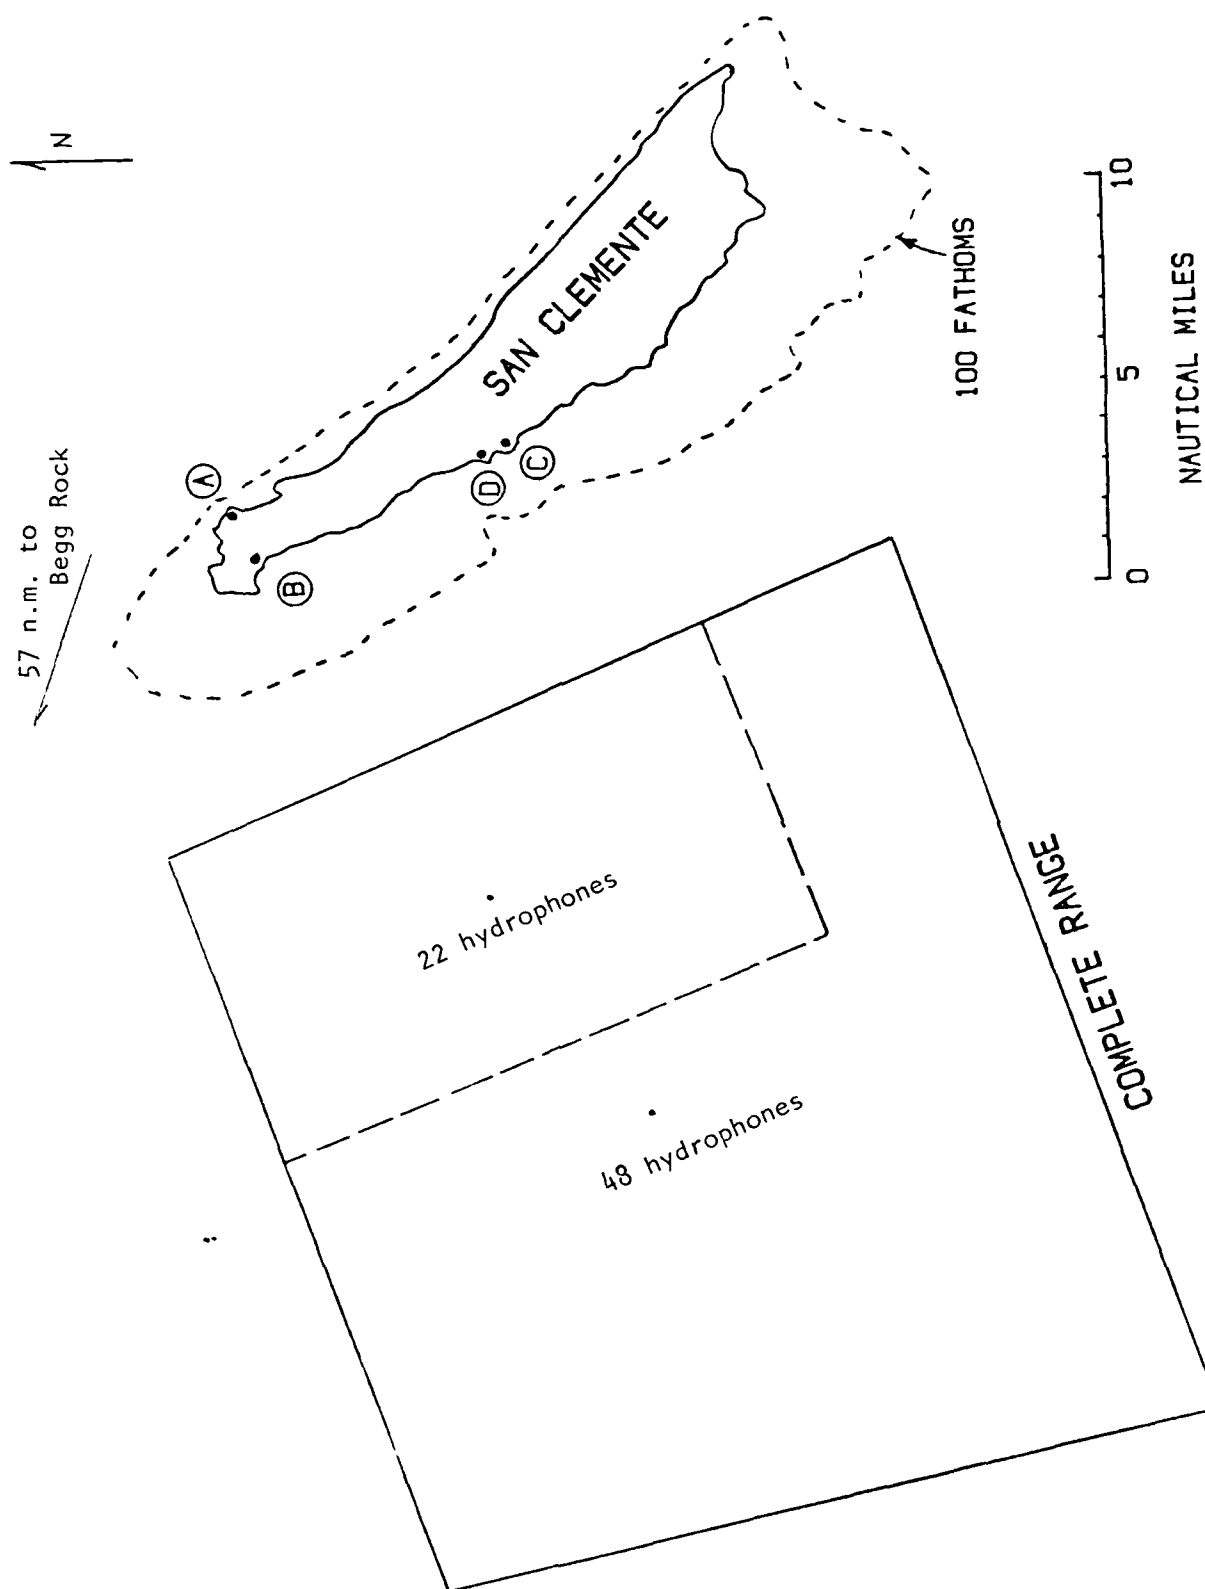 57 n.m. to
Begg Rock
N
A
B
SAN CLEMENTE
D
C
100 FATHOMS
0 5 10
NAUTICAL MILES
22 hydrophones
48 hydrophones
COMPLETE RANGE